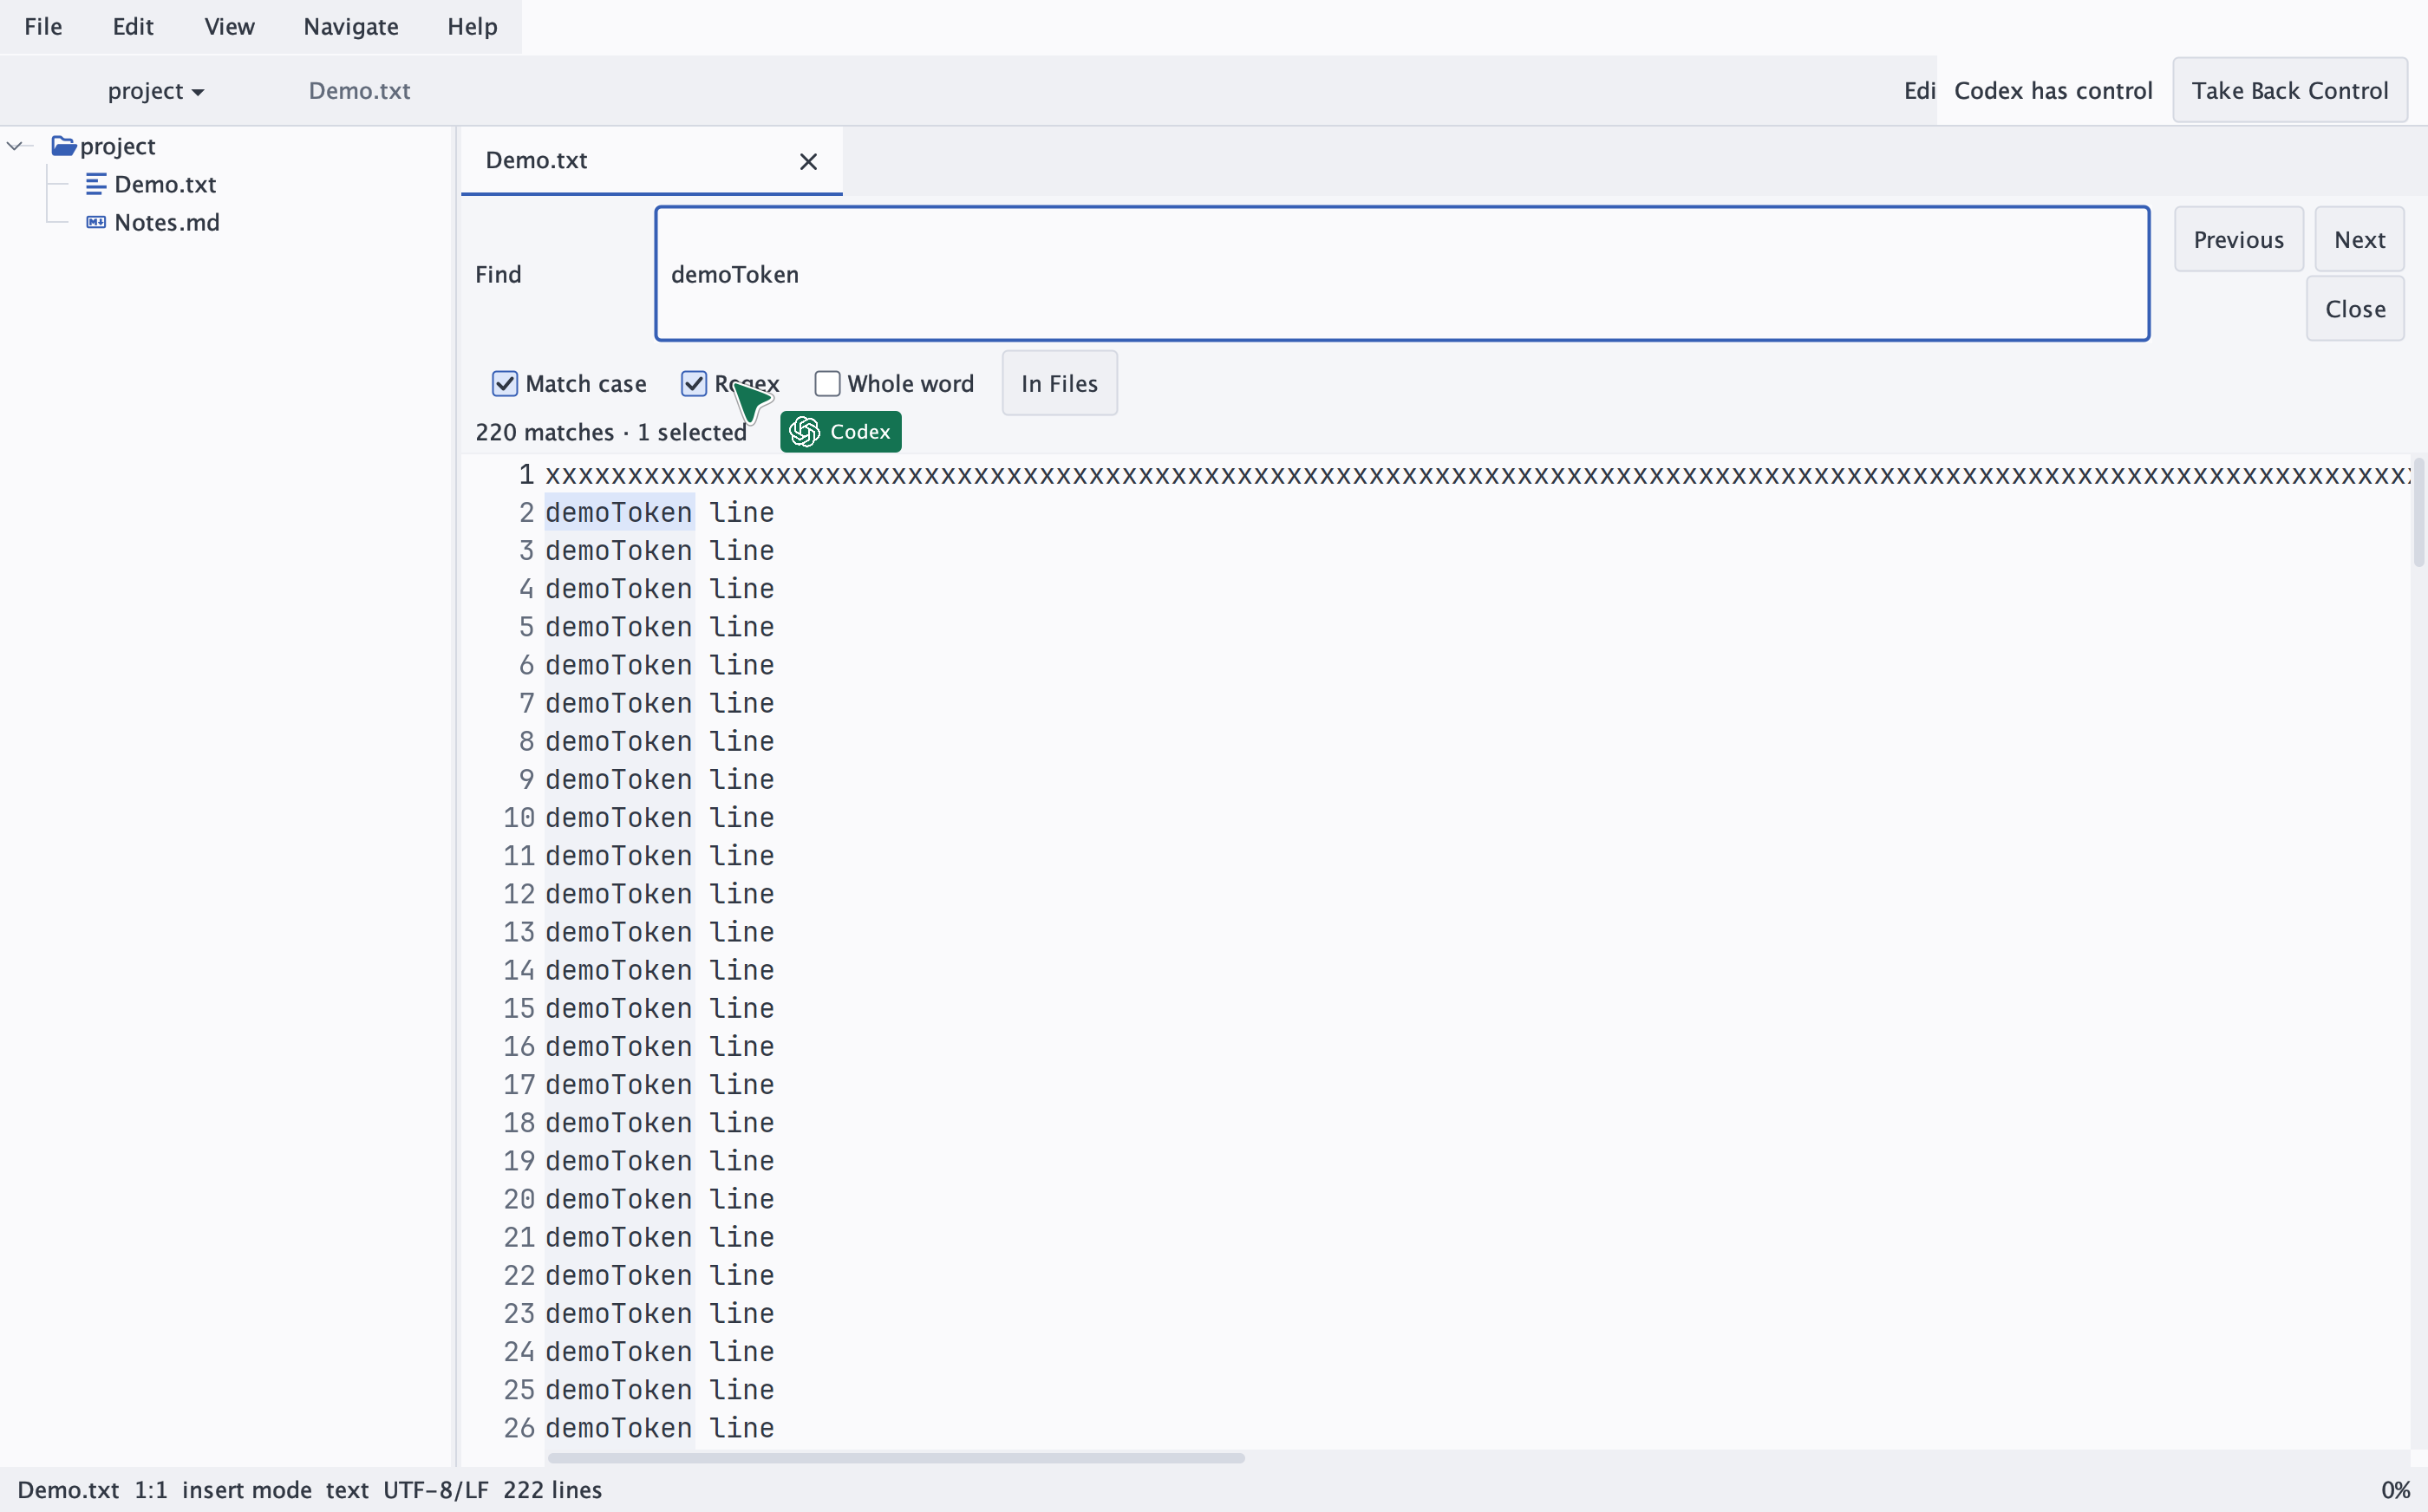 File Edit View Navigate Help
project Demo.txt Edi Codex has control Take Back Control
project
Demo.txt
Notes.md
Demo.txt
Find demoToken Previous Next
Close
Match case Regex Whole word In Files
220 matches · 1 selected Codex
1 xxxxxxxxxxxxxxxxxxxxxxxxxxxxxxxxxxxxxxxxxxxxxxxxxxxxxxxxxxxxxxxxxxxxxxxxxxxxxxxxxxxxxxxxxxxxxxxxxxxxxxxxxxxxxxxxx
2 demoToken line
3 demoToken line
4 demoToken line
5 demoToken line
6 demoToken line
7 demoToken line
8 demoToken line
9 demoToken line
10 demoToken line
11 demoToken line
12 demoToken line
13 demoToken line
14 demoToken line
15 demoToken line
16 demoToken line
17 demoToken line
18 demoToken line
19 demoToken line
20 demoToken line
21 demoToken line
22 demoToken line
23 demoToken line
24 demoToken line
25 demoToken line
26 demoToken line
Demo.txt 1:1 insert mode text UTF-8/LF 222 lines 0%